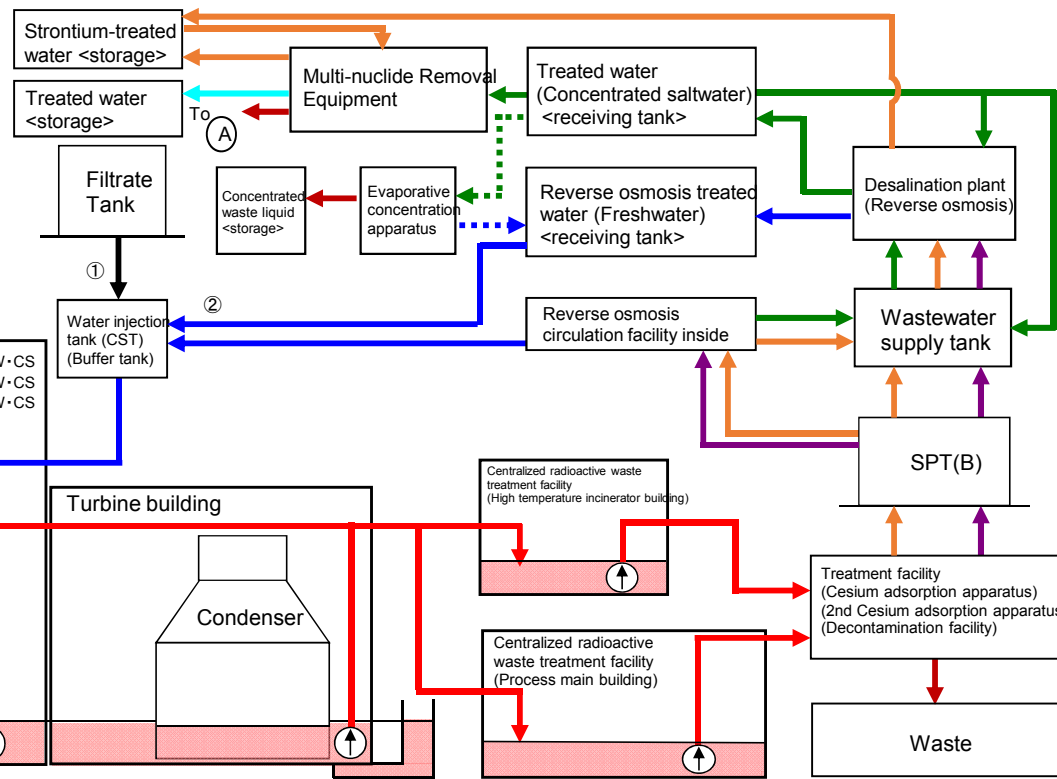 Strontium-treated
water <storage>
Treated water
<storage>
To
A
Multi-nuclide Removal
Equipment
Treated water
(Concentrated saltwater)
<receiving tank>
Filtrate
Tank
Concentrated
waste liquid
<storage>
Evaporative
concentration
apparatus
Reverse osmosis treated
water (Freshwater)
<receiving tank>
Desalination plant
(Reverse osmosis)
①
②
Water injection
tank (CST)
(Buffer tank)
Reverse osmosis
circulation facility inside
Wastewater
supply tank
・CS
・CS
・CS
SPT(B)
Turbine building
Condenser
Centralized radioactive waste
treatment facility
(High temperature incinerator building)
Centralized radioactive
waste treatment facility
(Process main building)
Treatment facility
(Cesium adsorption apparatus)
(2nd Cesium adsorption apparatus
(Decontamination facility)
Waste